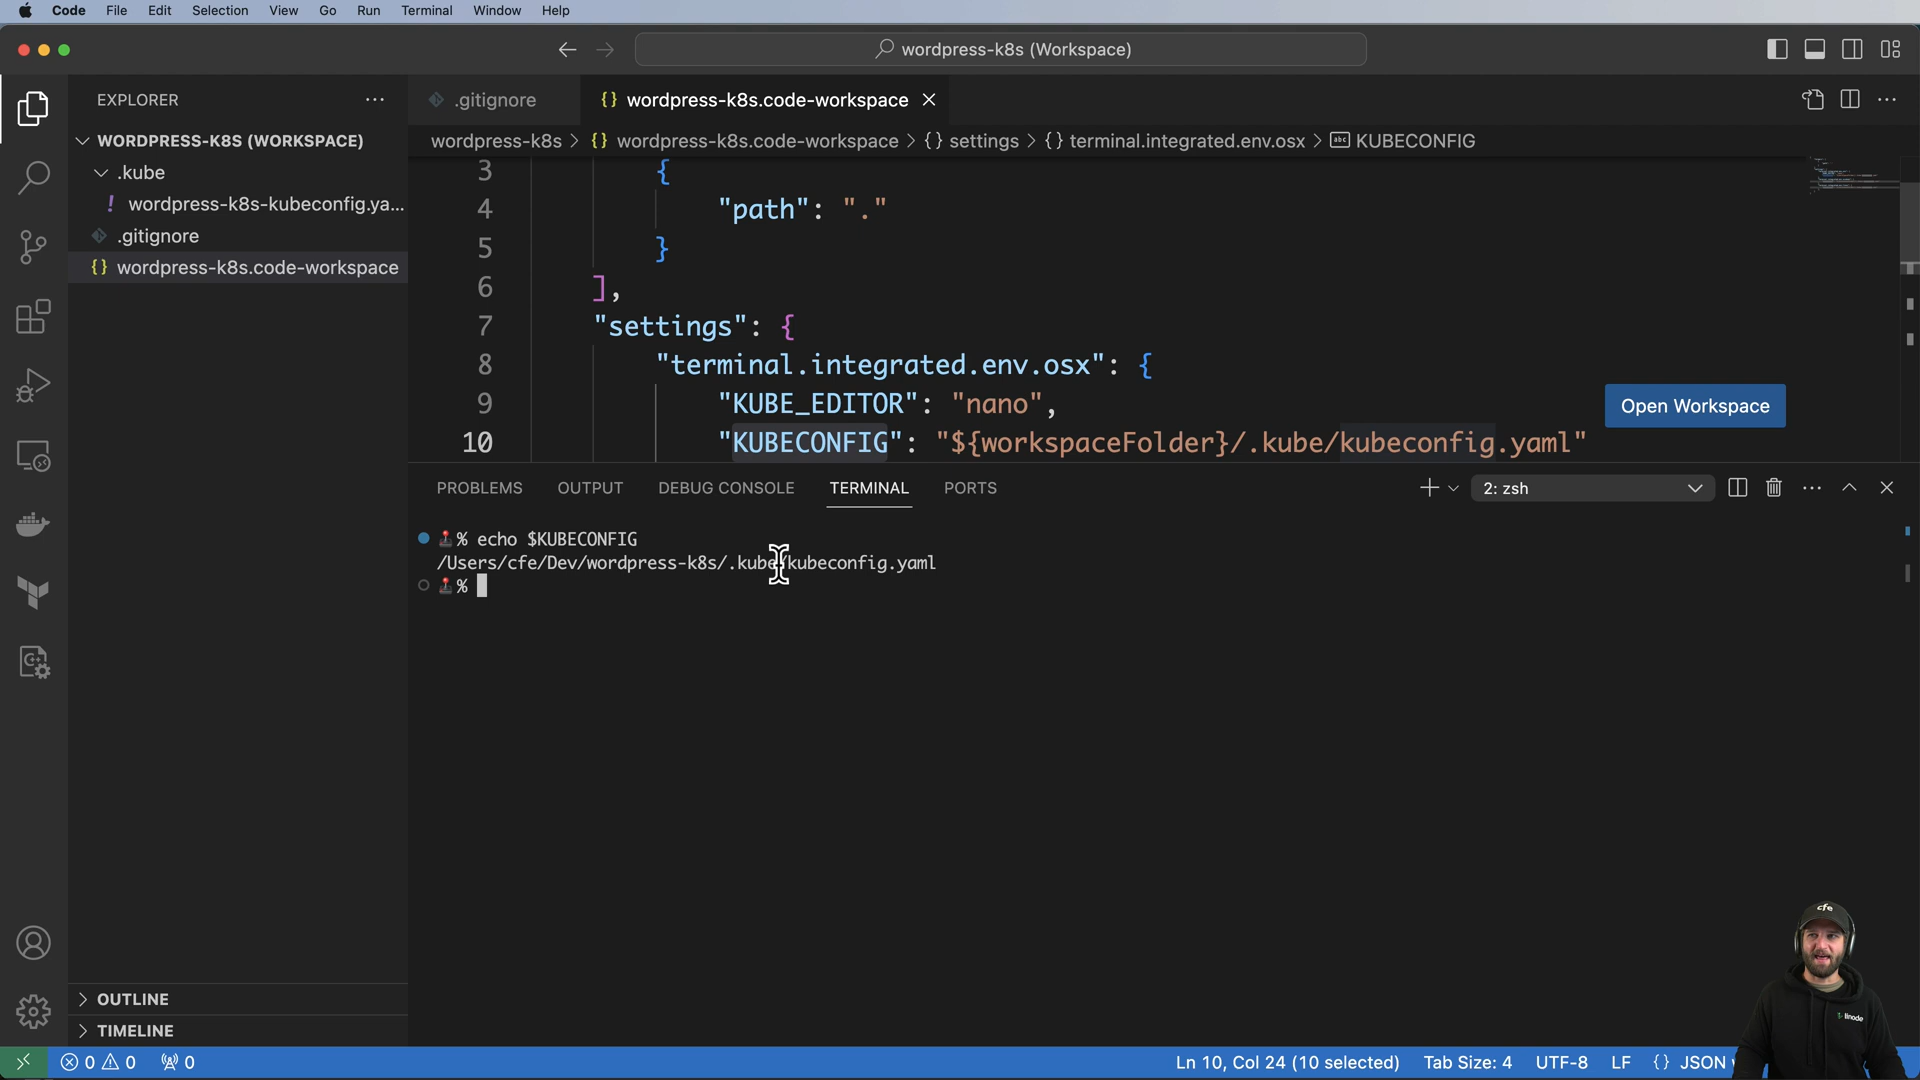 Code File Edit Selection View Go Run Terminal Window Help
wordpress-k8s (Workspace)
EXPLORER
.gitignore
wordpress-k8s.code-workspace
WORDPRESS-K8S (WORKSPACE)
wordpress-k8s > {} wordpress-k8s.code-workspace > {} settings > {} terminal.integrated.env.osx > abc KUBECONFIG
.kube
! wordpress-k8s-kubeconfig.ya...
.gitignore
{} wordpress-k8s.code-workspace
3 {
4 "path": "."
5 }
6 ],
7 "settings": {
8 "terminal.integrated.env.osx": {
9 "KUBE_EDITOR": "nano",
10 "KUBECONFIG": "${workspaceFolder}/.kube/kubeconfig.yaml"
Open Workspace
PROBLEMS OUTPUT DEBUG CONSOLE TERMINAL PORTS
2: zsh
% echo $KUBECONFIG
/Users/cfe/Dev/wordpress-k8s/.kube/kubeconfig.yaml
%
OUTLINE
TIMELINE
cfe
linode
0 0 0
Ln 10, Col 24 (10 selected) Tab Size: 4 UTF-8 LF {} JSON